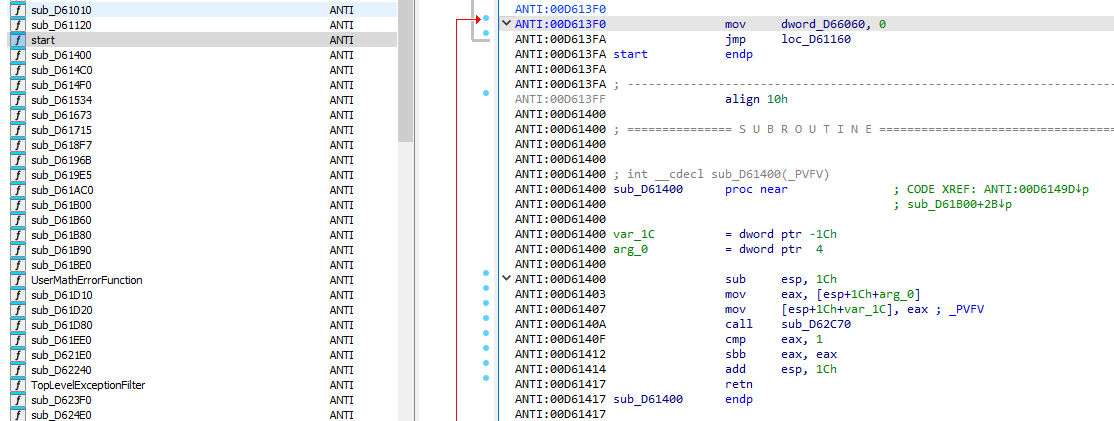 sub_D61010 ANTI
sub_D61120 ANTI
start ANTI
sub_D61400 ANTI
sub_D614C0 ANTI
sub_D614F0 ANTI
sub_D61534 ANTI
sub_D61673 ANTI
sub_D61715 ANTI
sub_D618F7 ANTI
sub_D6196B ANTI
sub_D619E5 ANTI
sub_D61AC0 ANTI
sub_D61B00 ANTI
sub_D61B60 ANTI
sub_D61B80 ANTI
sub_D61B90 ANTI
sub_D61BE0 ANTI
UserMathErrorFunction ANTI
sub_D61D10 ANTI
sub_D61D20 ANTI
sub_D61D80 ANTI
sub_D61EE0 ANTI
sub_D621E0 ANTI
sub_D62240 ANTI
TopLevelExceptionFilter ANTI
sub_D623F0 ANTI
sub_D624E0 ANTI
ANTI:00D613F0
ANTI:00D613F0 mov dword_D66060, 0
ANTI:00D613FA jmp loc_D61160
ANTI:00D613FA start endp
ANTI:00D613FA
ANTI:00D613FA ; ----------------------------------------------------------------------
ANTI:00D613FF align 10h
ANTI:00D61400
ANTI:00D61400 ; =============== S U B R O U T I N E ==================================
ANTI:00D61400
ANTI:00D61400
ANTI:00D61400 ; int __cdecl sub_D61400(_PVFV)
ANTI:00D61400 sub_D61400 proc near ; CODE XREF: ANTI:00D6149D↓p
ANTI:00D61400 ; sub_D61B00+2B↓p
ANTI:00D61400
ANTI:00D61400 var_1C = dword ptr -1Ch
ANTI:00D61400 arg_0 = dword ptr 4
ANTI:00D61400
ANTI:00D61400 sub esp, 1Ch
ANTI:00D61403 mov eax, [esp+1Ch+arg_0]
ANTI:00D61407 mov [esp+1Ch+var_1C], eax ; _PVFV
ANTI:00D6140A call sub_D62C70
ANTI:00D6140F cmp eax, 1
ANTI:00D61412 sbb eax, eax
ANTI:00D61414 add esp, 1Ch
ANTI:00D61417 retn
ANTI:00D61417 sub_D61400 endp
ANTI:00D61417